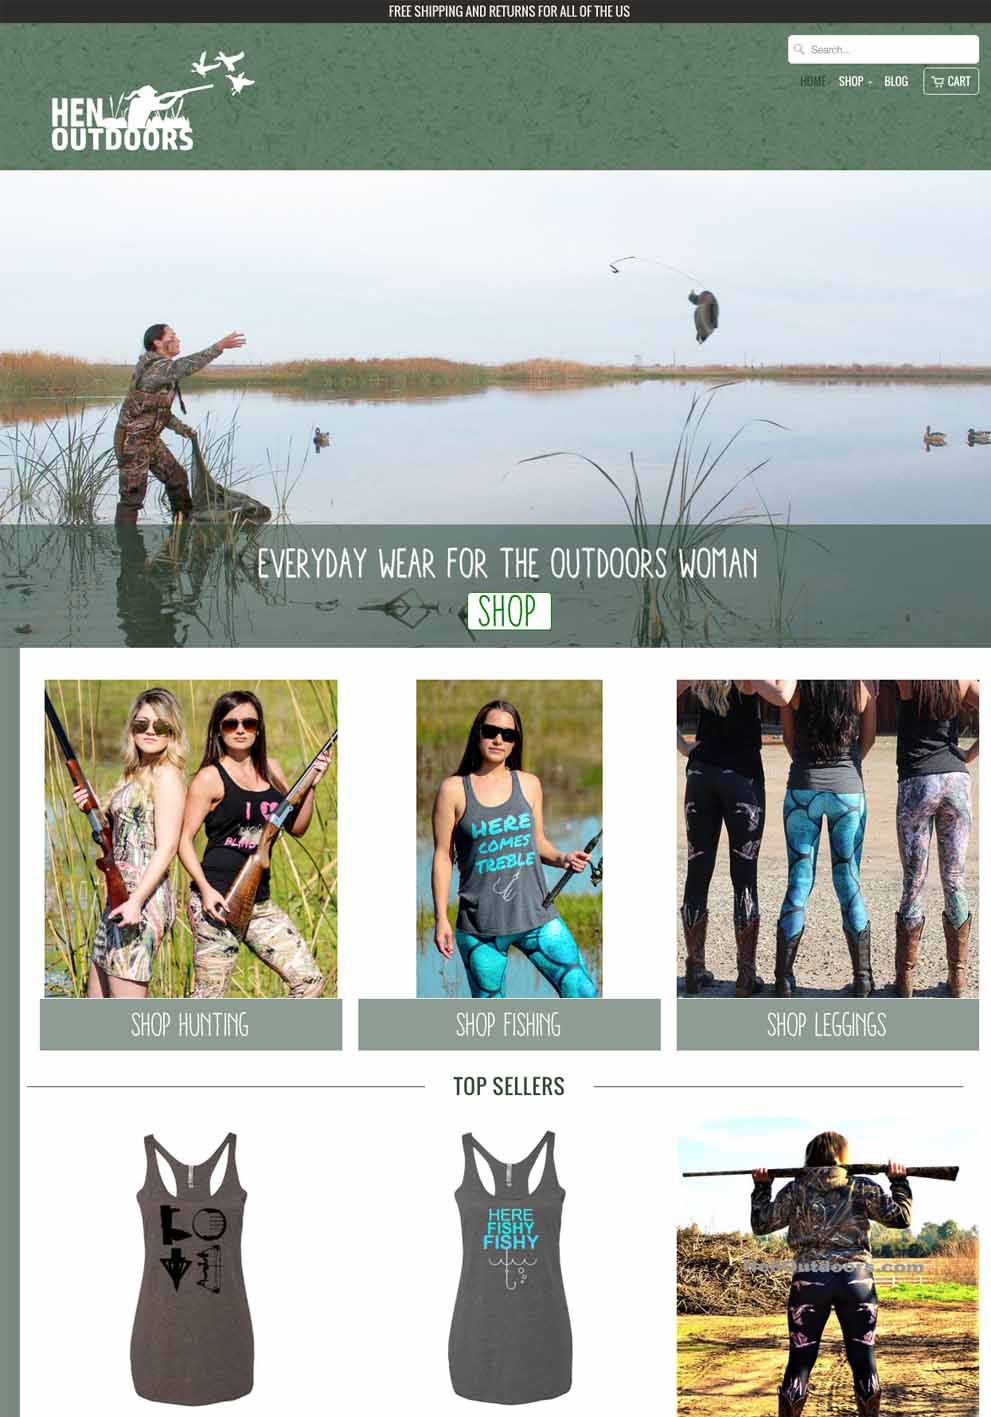 FREE SHIPPING AND RETURNS FOR ALL OF THE US
Search...
HOME SHOP BLOG CART
HEN
OUTDOORS
EVERYDAY WEAR FOR THE OUTDOORS WOMAN
SHOP
I
BLIND
HERE
COMES
TREBLE
SHOP HUNTING
SHOP FISHING
SHOP LEGGINGS
TOP SELLERS
HERE
FISHY
FISHY
HenOutdoors.com